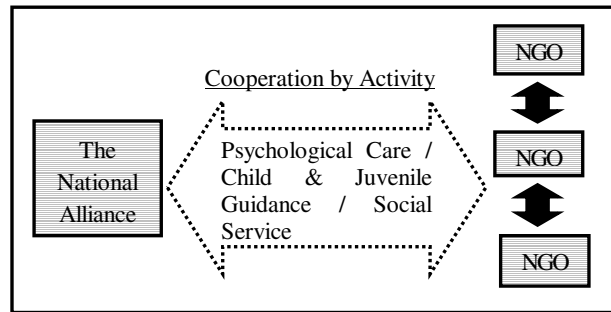 Cooperation by Activity
The
National
Alliance
Psychological Care /
Child & Juvenile
Guidance / Social
Service
NGO
NGO
NGO